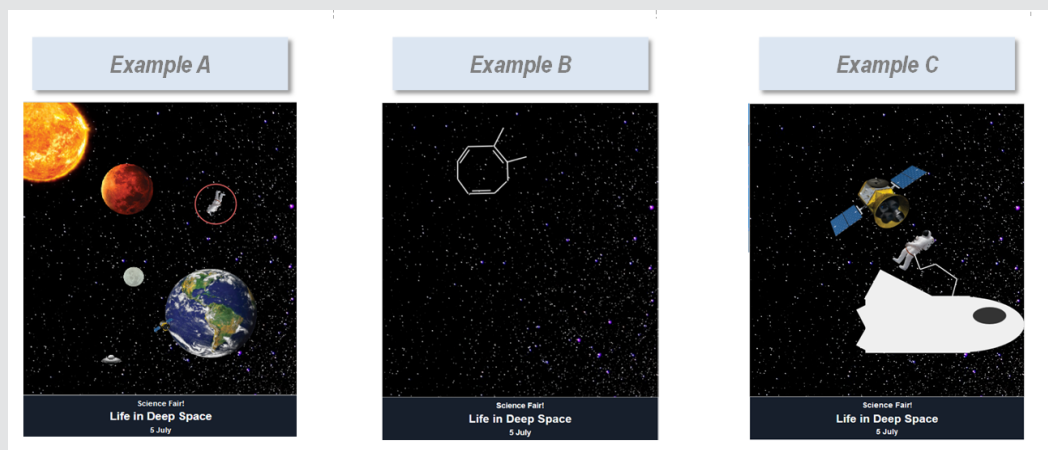 Example A
Example B
Example C
Science Fair!
Life in Deep Space
5 July
Science Fair!
Life in Deep Space
5 July
Science Fair!
Life in Deep Space
5 July